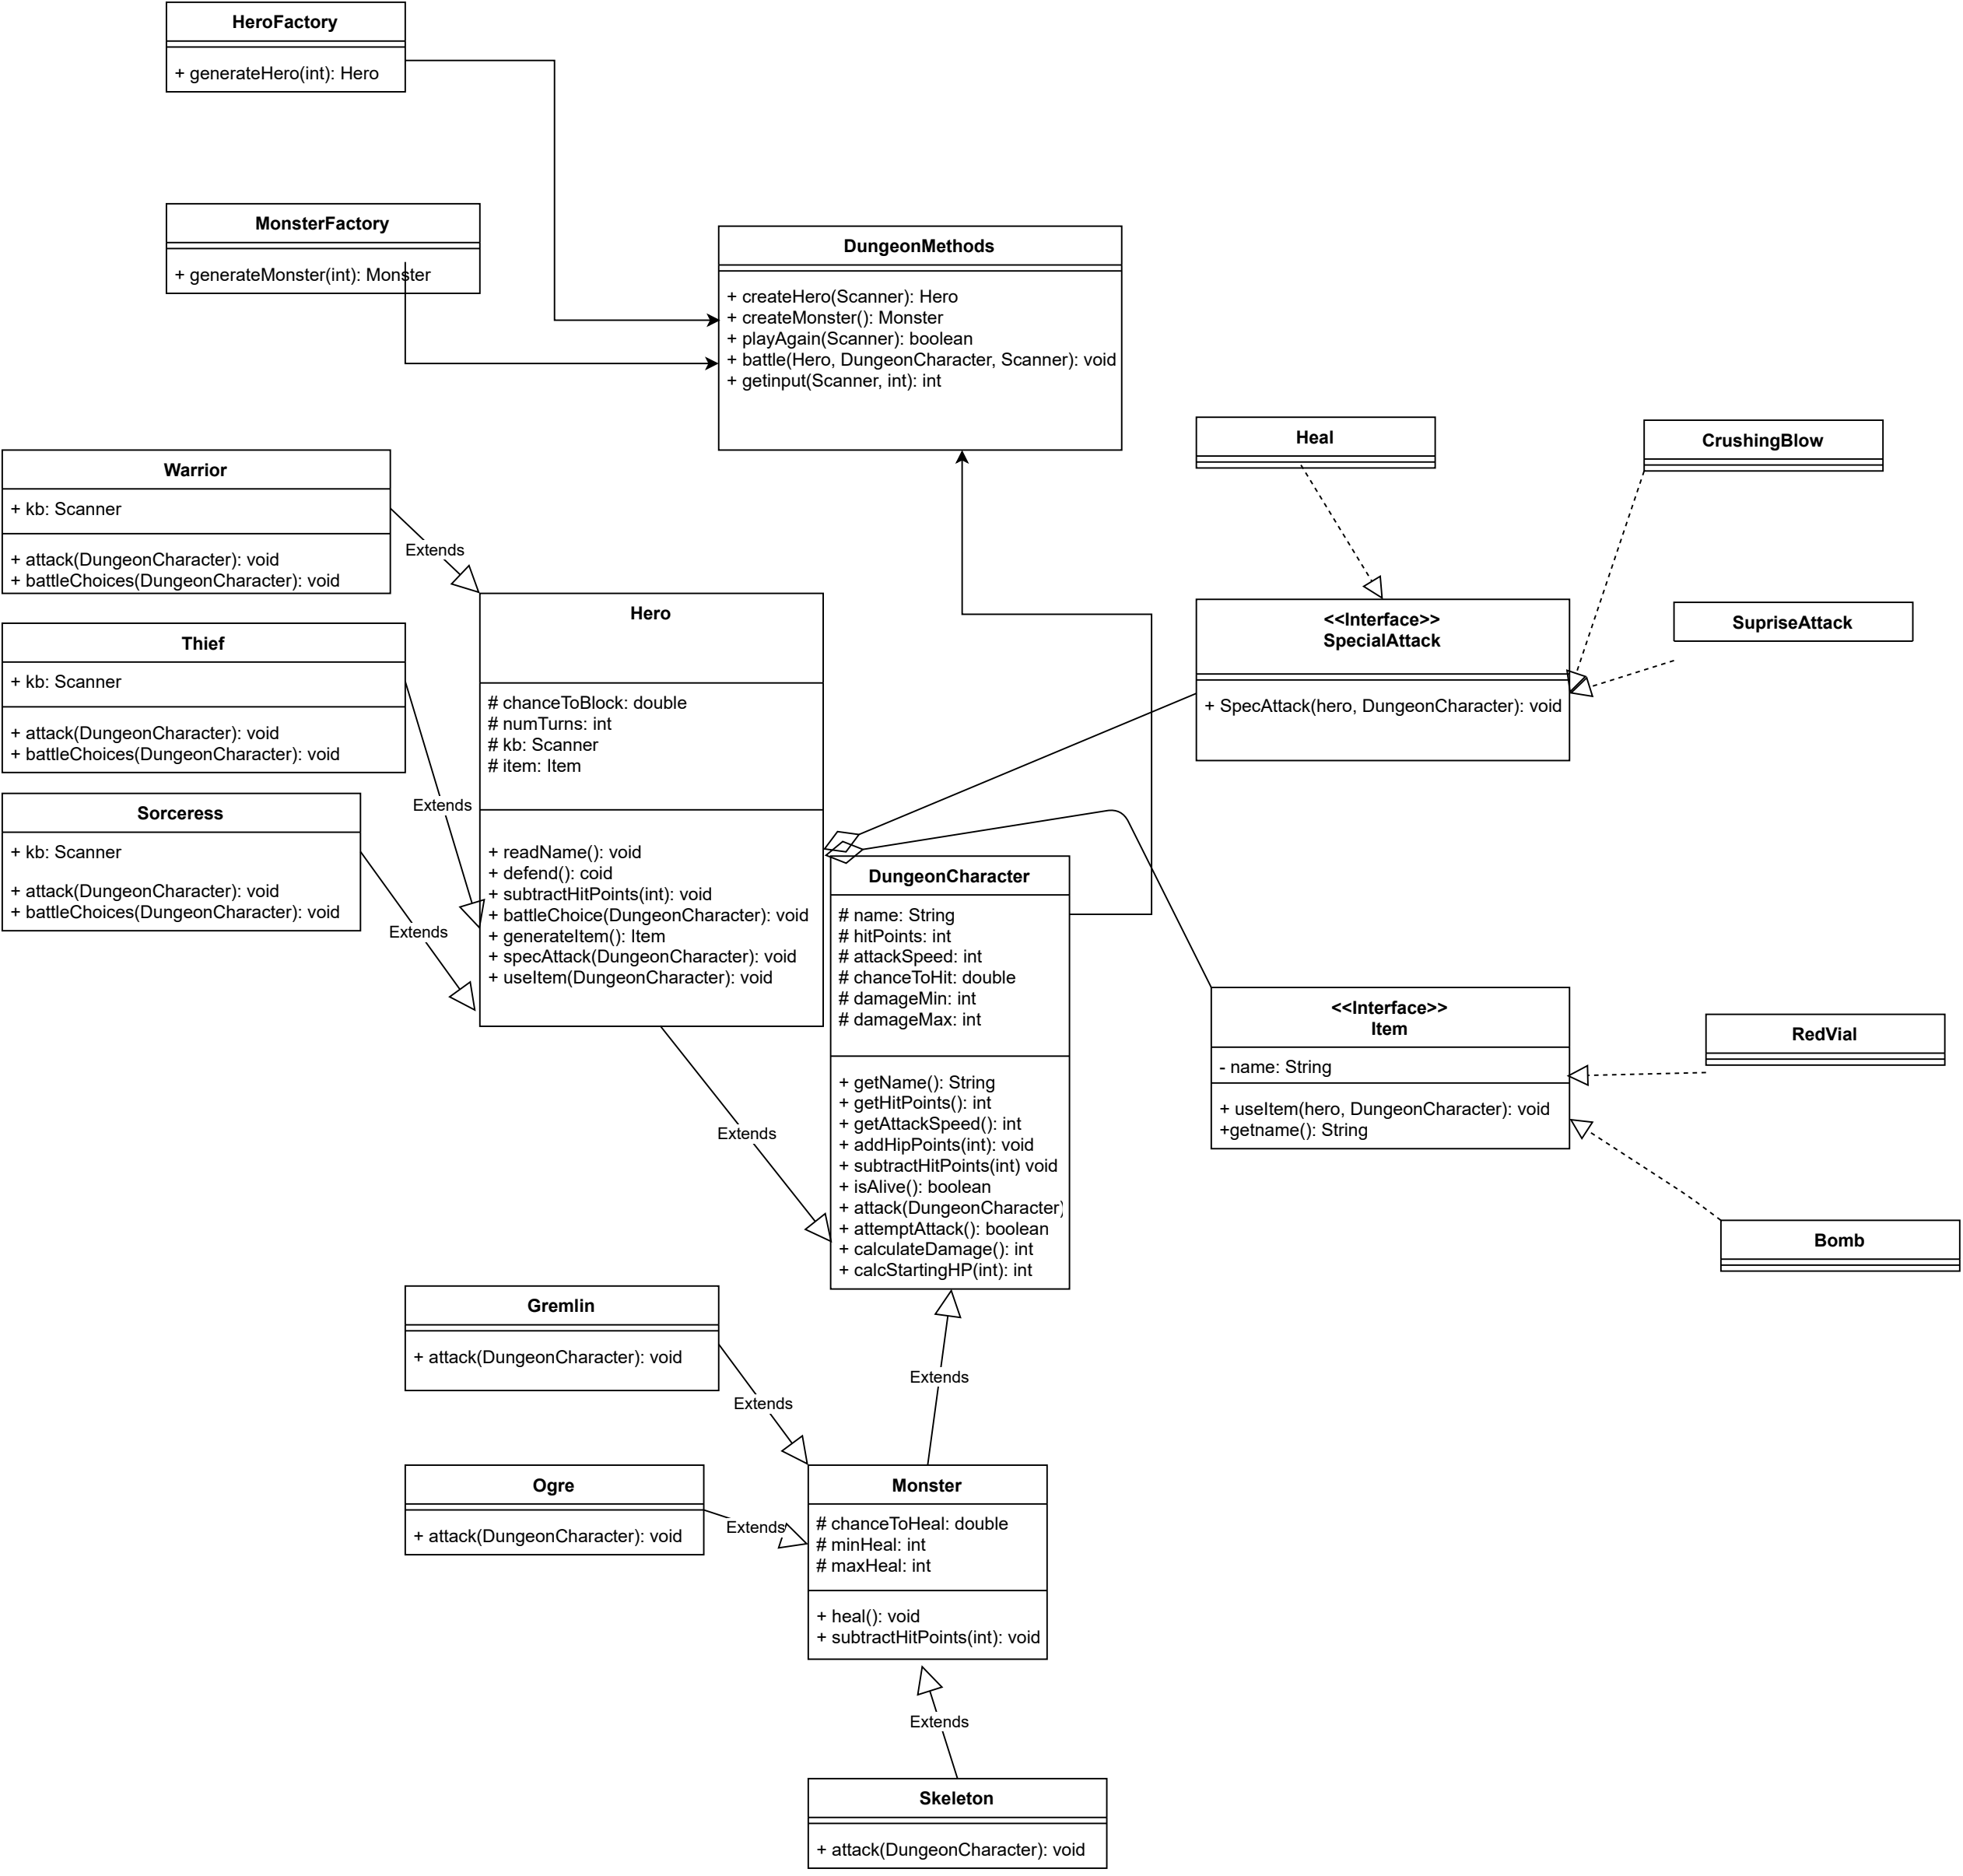 HeroFactory
+ generateHero(int): Hero
MonsterFactory
+ generateMonster(int): Monster
DungeonMethods
+ createHero(Scanner): Hero
+ createMonster(): Monster
+ playAgain(Scanner): boolean
+ battle(Hero, DungeonCharacter, Scanner): void
+ getinput(Scanner, int): int
Heal
CrushingBlow
Warrior
+ kb: Scanner
+ attack(DungeonCharacter): void
+ battleChoices(DungeonCharacter): void
Extends
Thief
+ kb: Scanner
+ attack(DungeonCharacter): void
+ battleChoices(DungeonCharacter): void
Extends
Sorceress
+ kb: Scanner
+ attack(DungeonCharacter): void
+ battleChoices(DungeonCharacter): void
Extends
Hero
# chanceToBlock: double
# numTurns: int
# kb: Scanner
# item: Item
+ readName(): void
+ defend(): coid
+ subtractHitPoints(int): void
+ battleChoice(DungeonCharacter): void
+ generateItem(): Item
+ specAttack(DungeonCharacter): void
+ useItem(DungeonCharacter): void
<<Interface>>
SpecialAttack
+ SpecAttack(hero, DungeonCharacter): void
SupriseAttack
DungeonCharacter
# name: String
# hitPoints: int
# attackSpeed: int
# chanceToHit: double
# damageMin: int
# damageMax: int
+ getName(): String
+ getHitPoints(): int
+ getAttackSpeed(): int
+ addHipPoints(int): void
+ subtractHitPoints(int) void
+ isAlive(): boolean
+ attack(DungeonCharacter)
+ attemptAttack(): boolean
+ calculateDamage(): int
+ calcStartingHP(int): int
Extends
<<Interface>>
Item
- name: String
+ useItem(hero, DungeonCharacter): void
+getname(): String
RedVial
Bomb
Gremlin
+ attack(DungeonCharacter): void
Extends
Extends
Ogre
+ attack(DungeonCharacter): void
Extends
Monster
# chanceToHeal: double
# minHeal: int
# maxHeal: int
+ heal(): void
+ subtractHitPoints(int): void
Extends
Skeleton
+ attack(DungeonCharacter): void